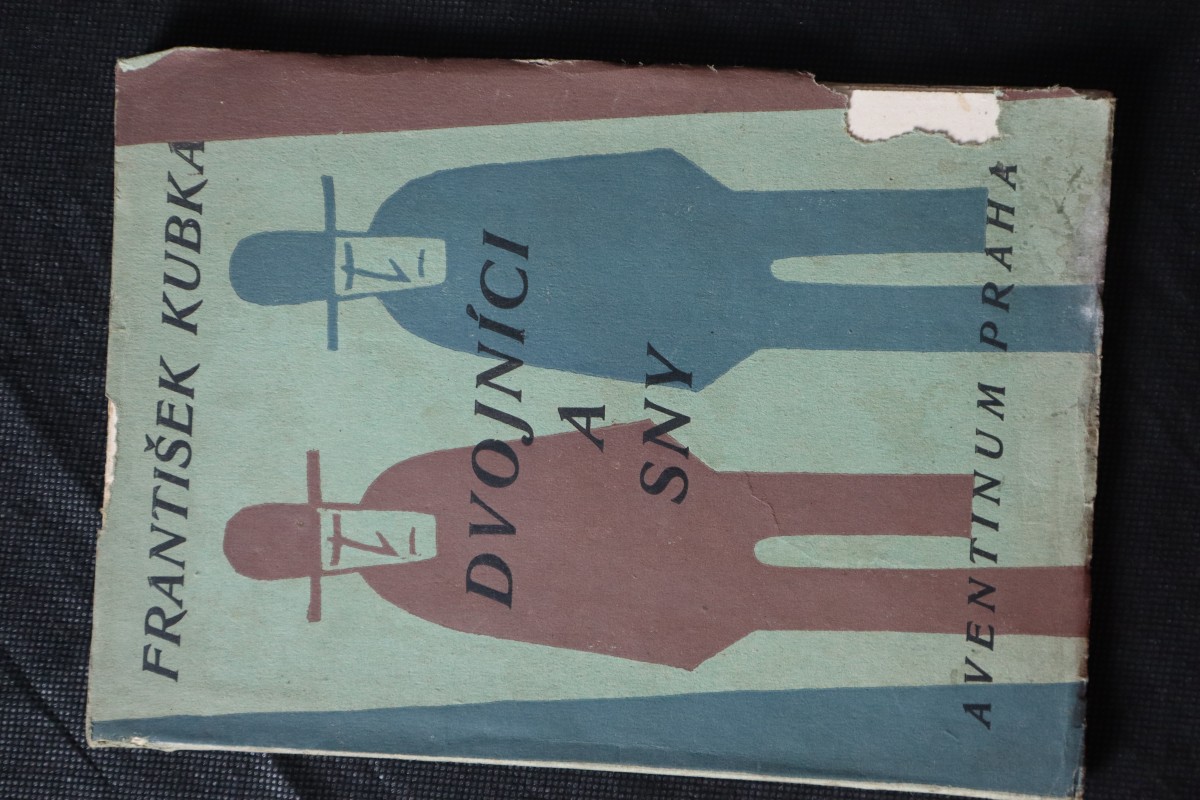 FRANTIŠEK KUBKA
DVOJNÍCI
A
SNY
AVENTINUM PRAHA